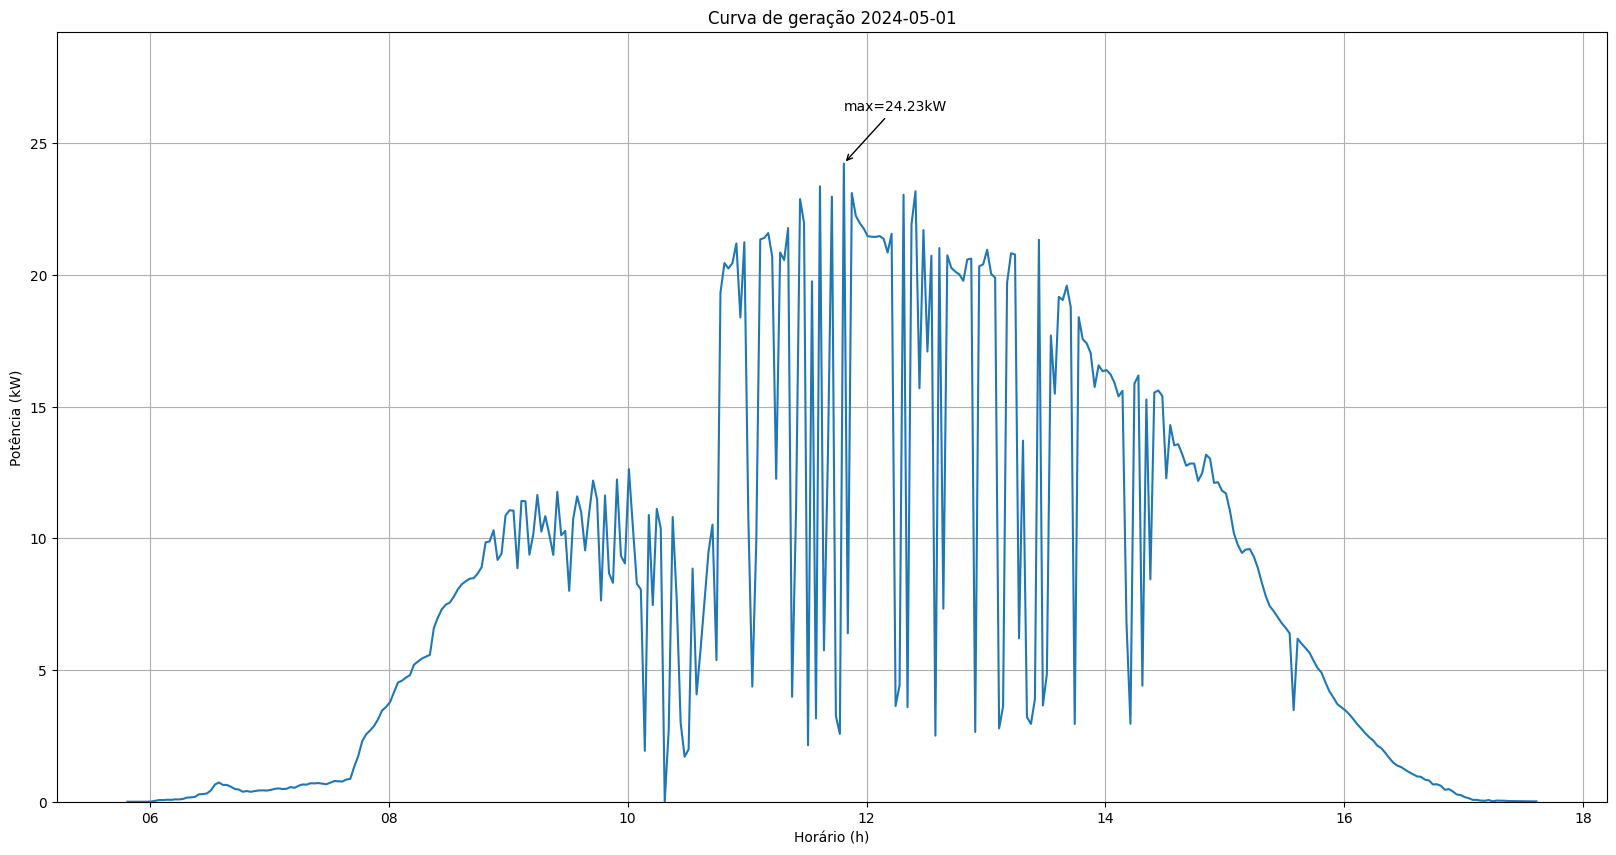 Curva de geração 2024-05-01
max=24.23kW
25
20
15
10
5
0
Potência (kW)
06 08 10 12 14 16 18
Horário (h)